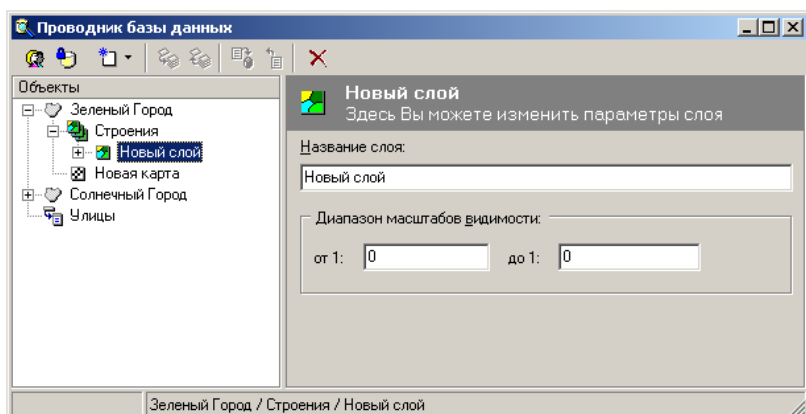 Проводник базы данных
Объекты
Зеленый Город
Строения
Новый слой
Новая карта
Солнечный Город
Улицы
Новый слой
Здесь Вы можете изменить параметры слоя
Название слоя:
Новый слой
Диапазон масштабов видимости:
от 1: 0 до 1: 0
Зеленый Город / Строения / Новый слой